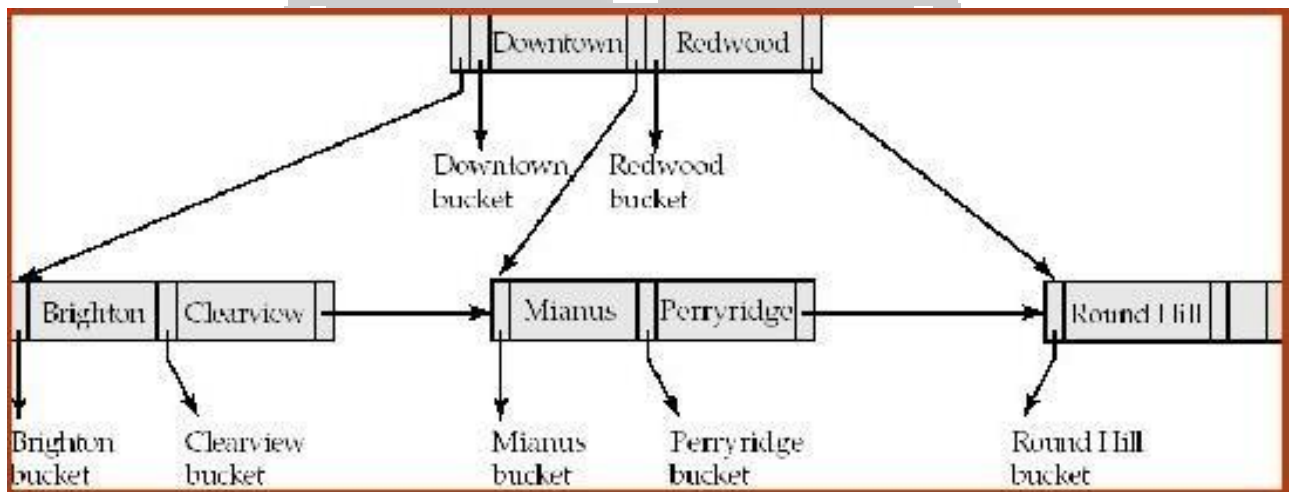 Downtown Redwood
Downtown Redwood
bucket bucket
Brighton Clearview Mianus Perryridge Round Hill
Brighton Clearview Mianus Perryridge Round Hill
bucket bucket bucket bucket bucket